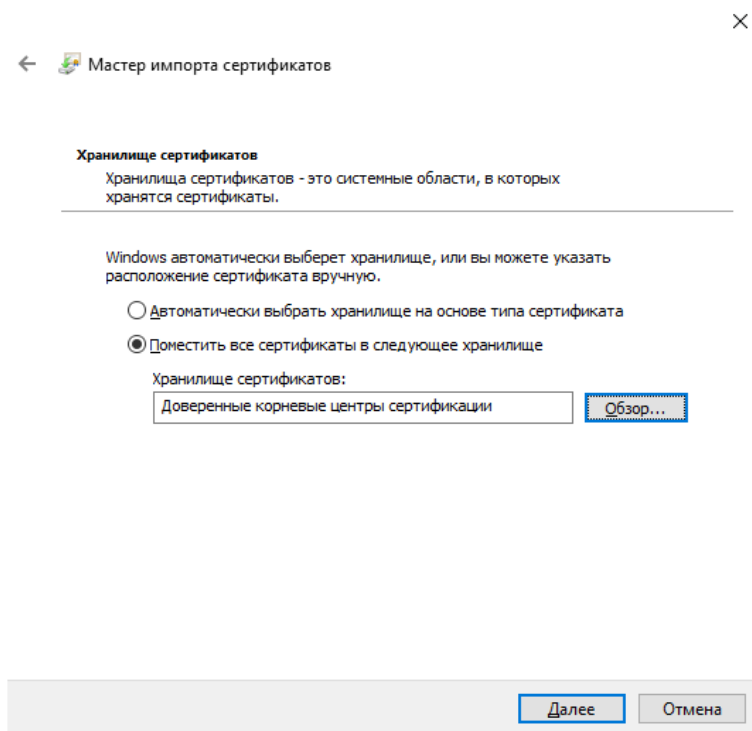 Мастер импорта сертификатов
Хранилище сертификатов
Хранилища сертификатов - это системные области, в которых
хранятся сертификаты.
Windows автоматически выберет хранилище, или вы можете указать
расположение сертификата вручную.
Автоматически выбрать хранилище на основе типа сертификата
Поместить все сертификаты в следующее хранилище
Хранилище сертификатов:
Доверенные корневые центры сертификации
Обзор...
Далее
Отмена